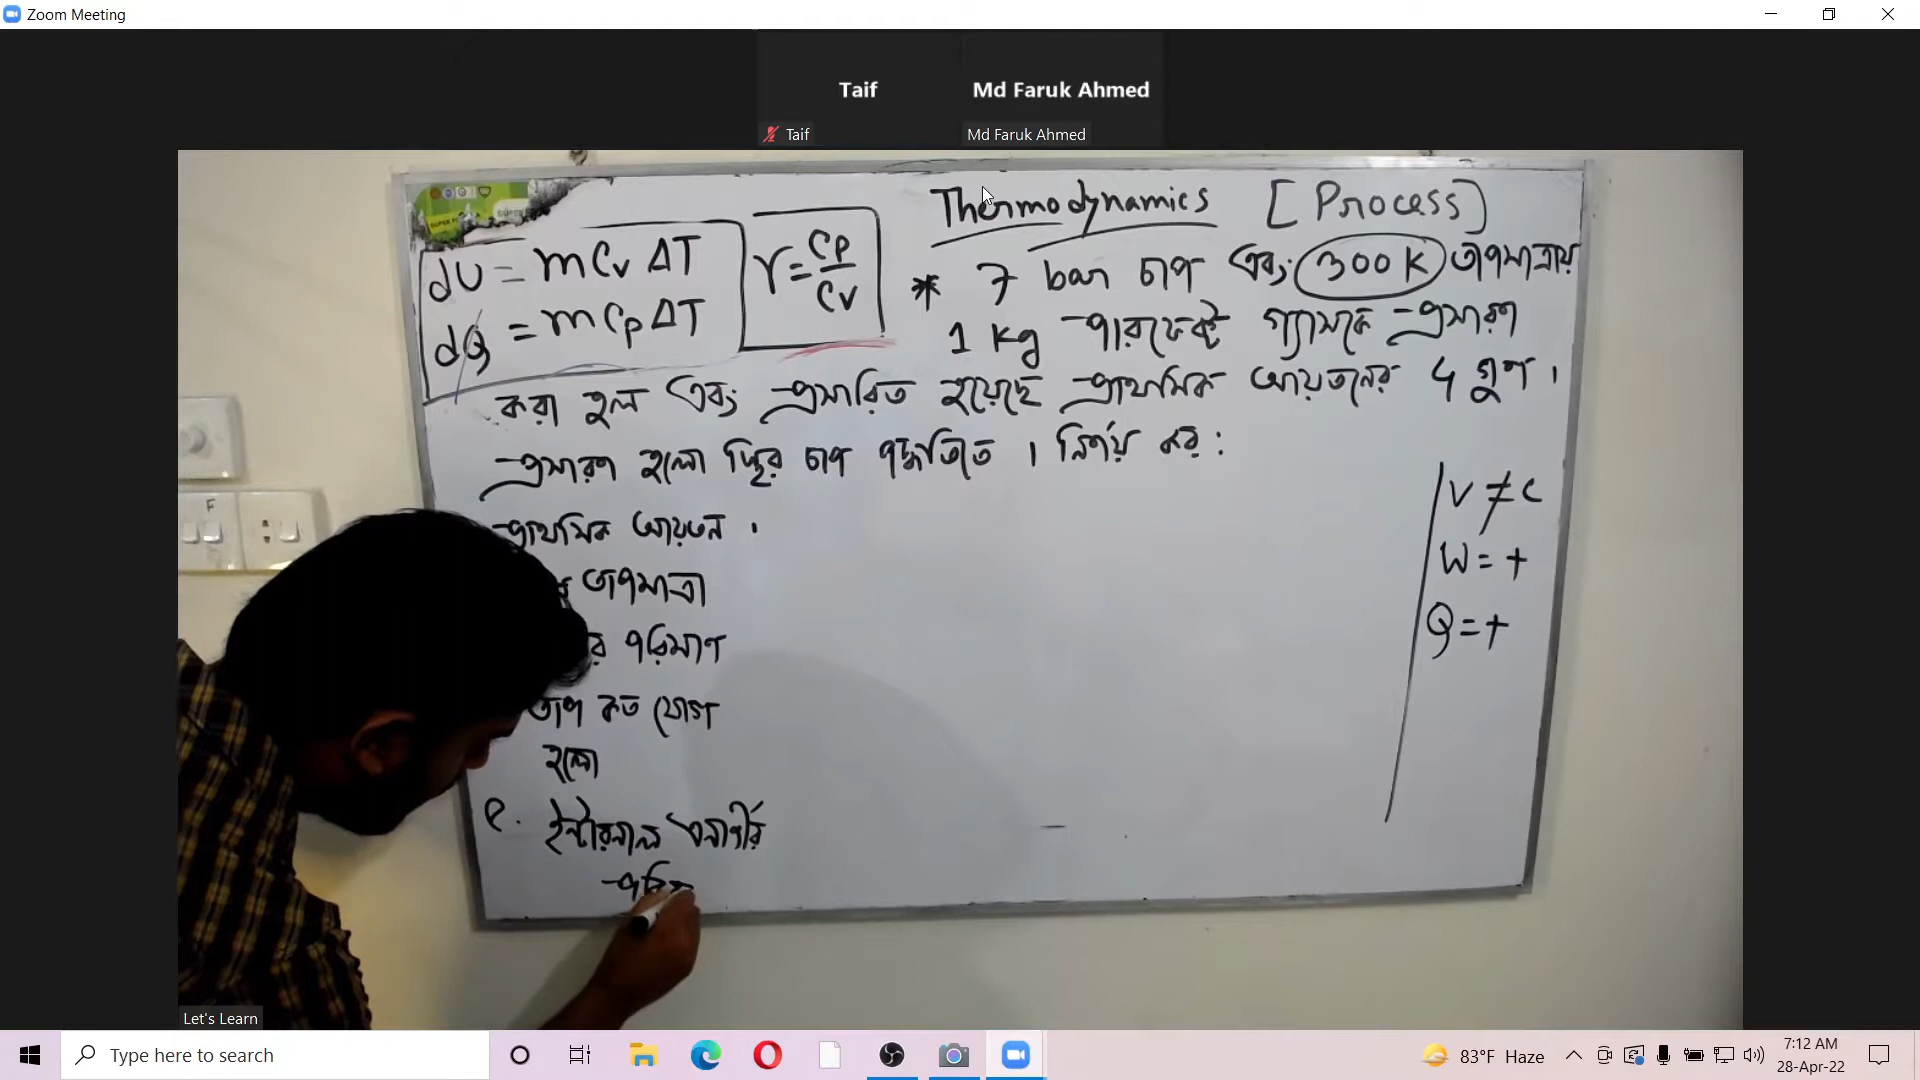 Zoom Meeting
Taif
Md Faruk Ahmed
Taif
Md Faruk Ahmed
Thermodynamics [Process]
dU = mCv ΔT
dQ = mCp ΔT
γ = Cp/Cv
* 7 bar চাপ এবং 300 K তাপমাত্রায়
1 Kg পারফেক্ট গ্যাসকে প্রসারণ
করা হল এবং প্রসারিত হয়েছে প্রাথমিক আয়তনের 4 গুণ।
প্রসারণ হলো স্থির চাপ পদ্ধতিতে। নির্ণয় কর:
প্রাথমিক আয়তন।
তাপমাত্রা
র পরিমাণ
তাপ কত যোগ
হলো
e. ইন্টারনাল এনার্জির
V ≠ C
W = +
Q = +
F
Let's Learn
Type here to search
83°F Haze
7:12 AM
28-Apr-22